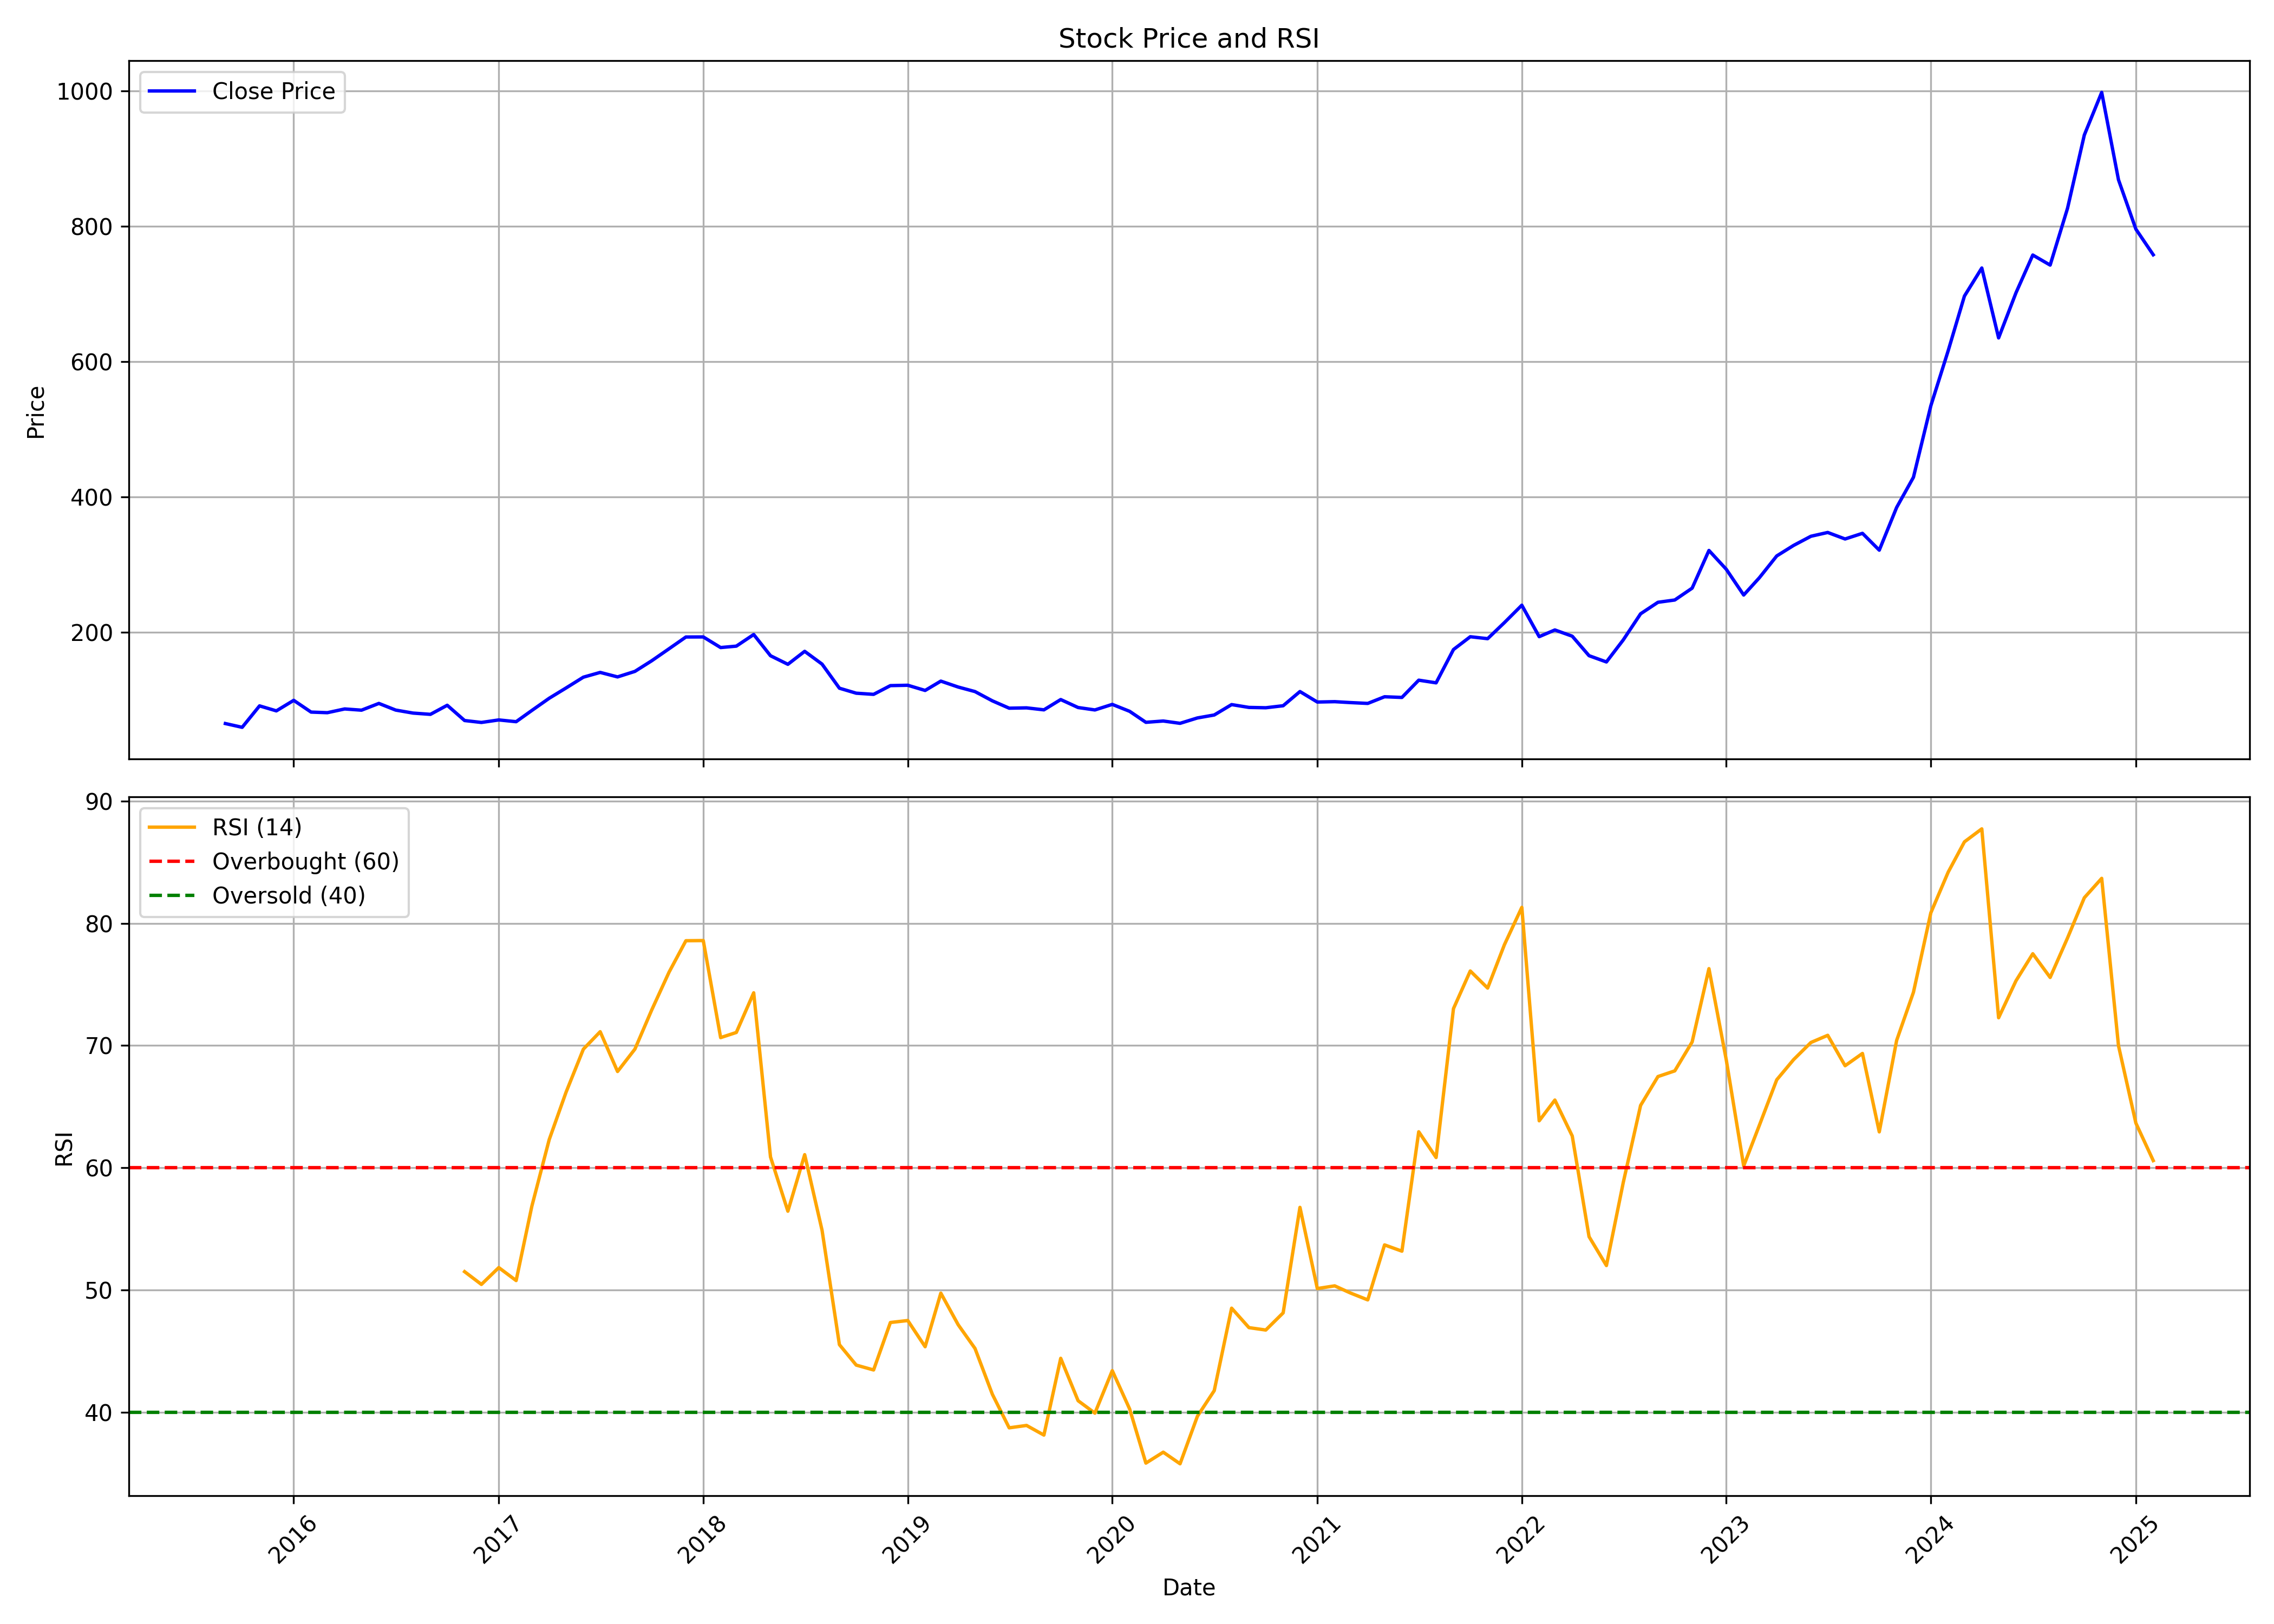 Stock Price and RSI
Close Price
1000
800
600
400
200
Price
RSI (14)
Overbought (60)
Oversold (40)
90
80
70
60
50
40
RSI
2016
2017
2018
2019
2020
2021
2022
2023
2024
2025
Date